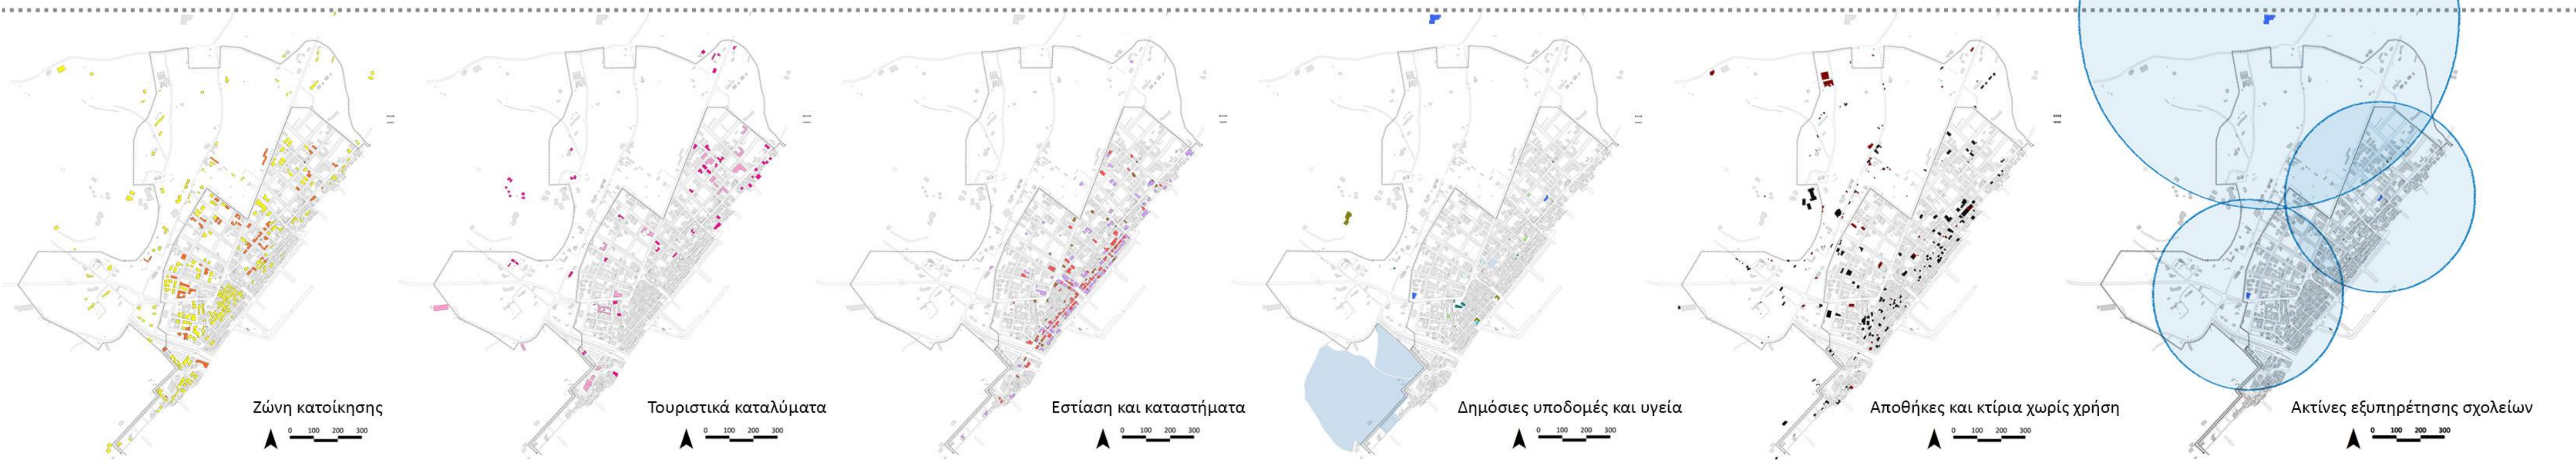 Ζώνη κατοίκησης
0 100 200 300
Τουριστικά καταλύματα
0 100 200 300
Εστίαση και καταστήματα
0 100 200 300
Δημόσιες υποδομές και υγεία
0 100 200 300
Αποθήκες και κτίρια χωρίς χρήση
0 100 200 300
Ακτίνες εξυπηρέτησης σχολείων
0 100 200 300